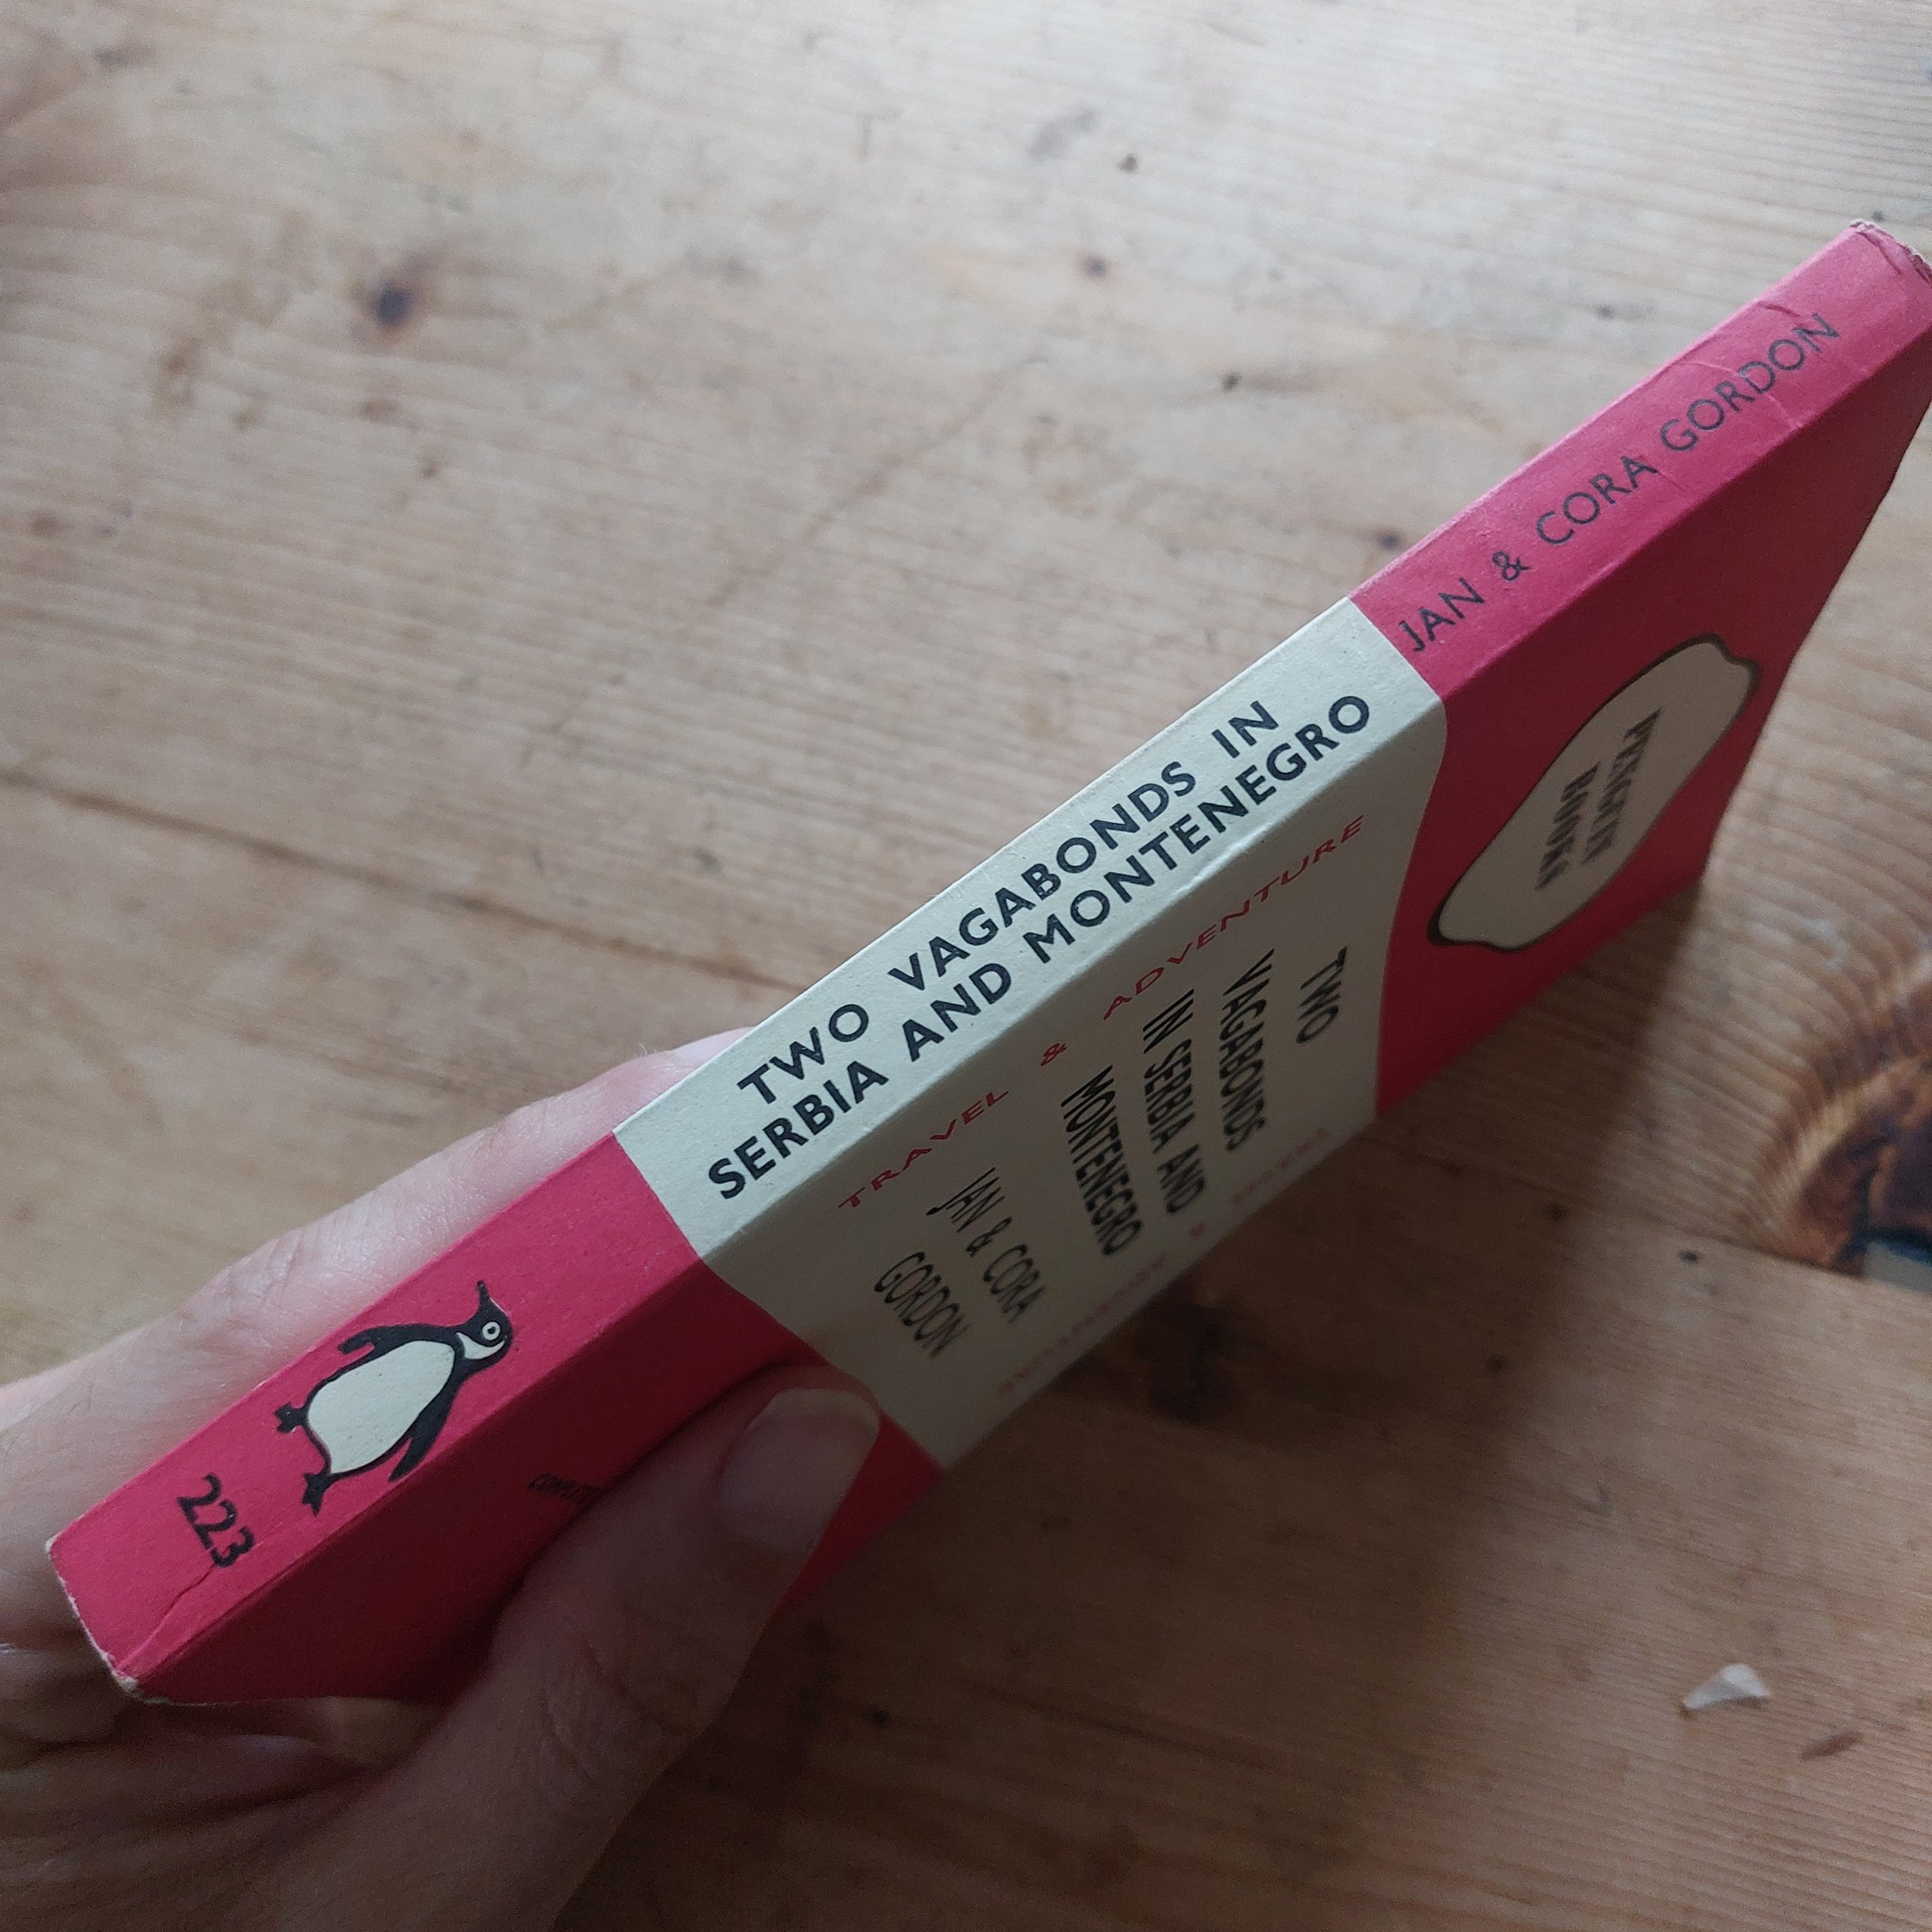 JAN & CORA GORDON
TWO VAGABONDS IN
SERBIA AND MONTENEGRO
223
PENGUIN
BOOKS
TRAVEL & ADVENTURE
TWO
VAGABONDS
IN SERBIA AND
MONTENEGRO
JAN & CORA
GORDON